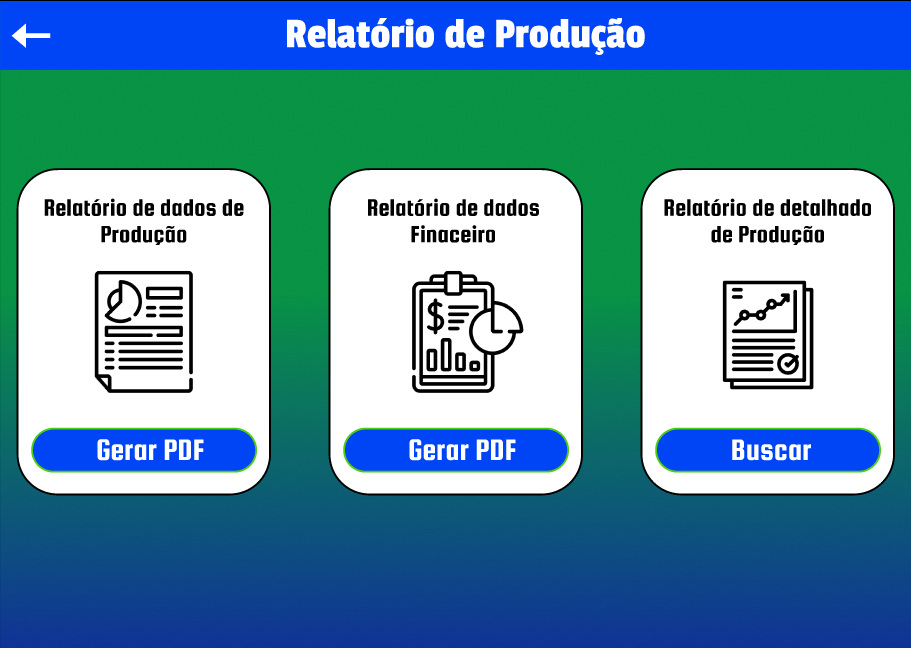 Relatório de Produção
Relatório de dados de
Produção
Gerar PDF
Relatório de dados
Finaceiro
$
Gerar PDF
Relatório de detalhado
de Produção
Buscar